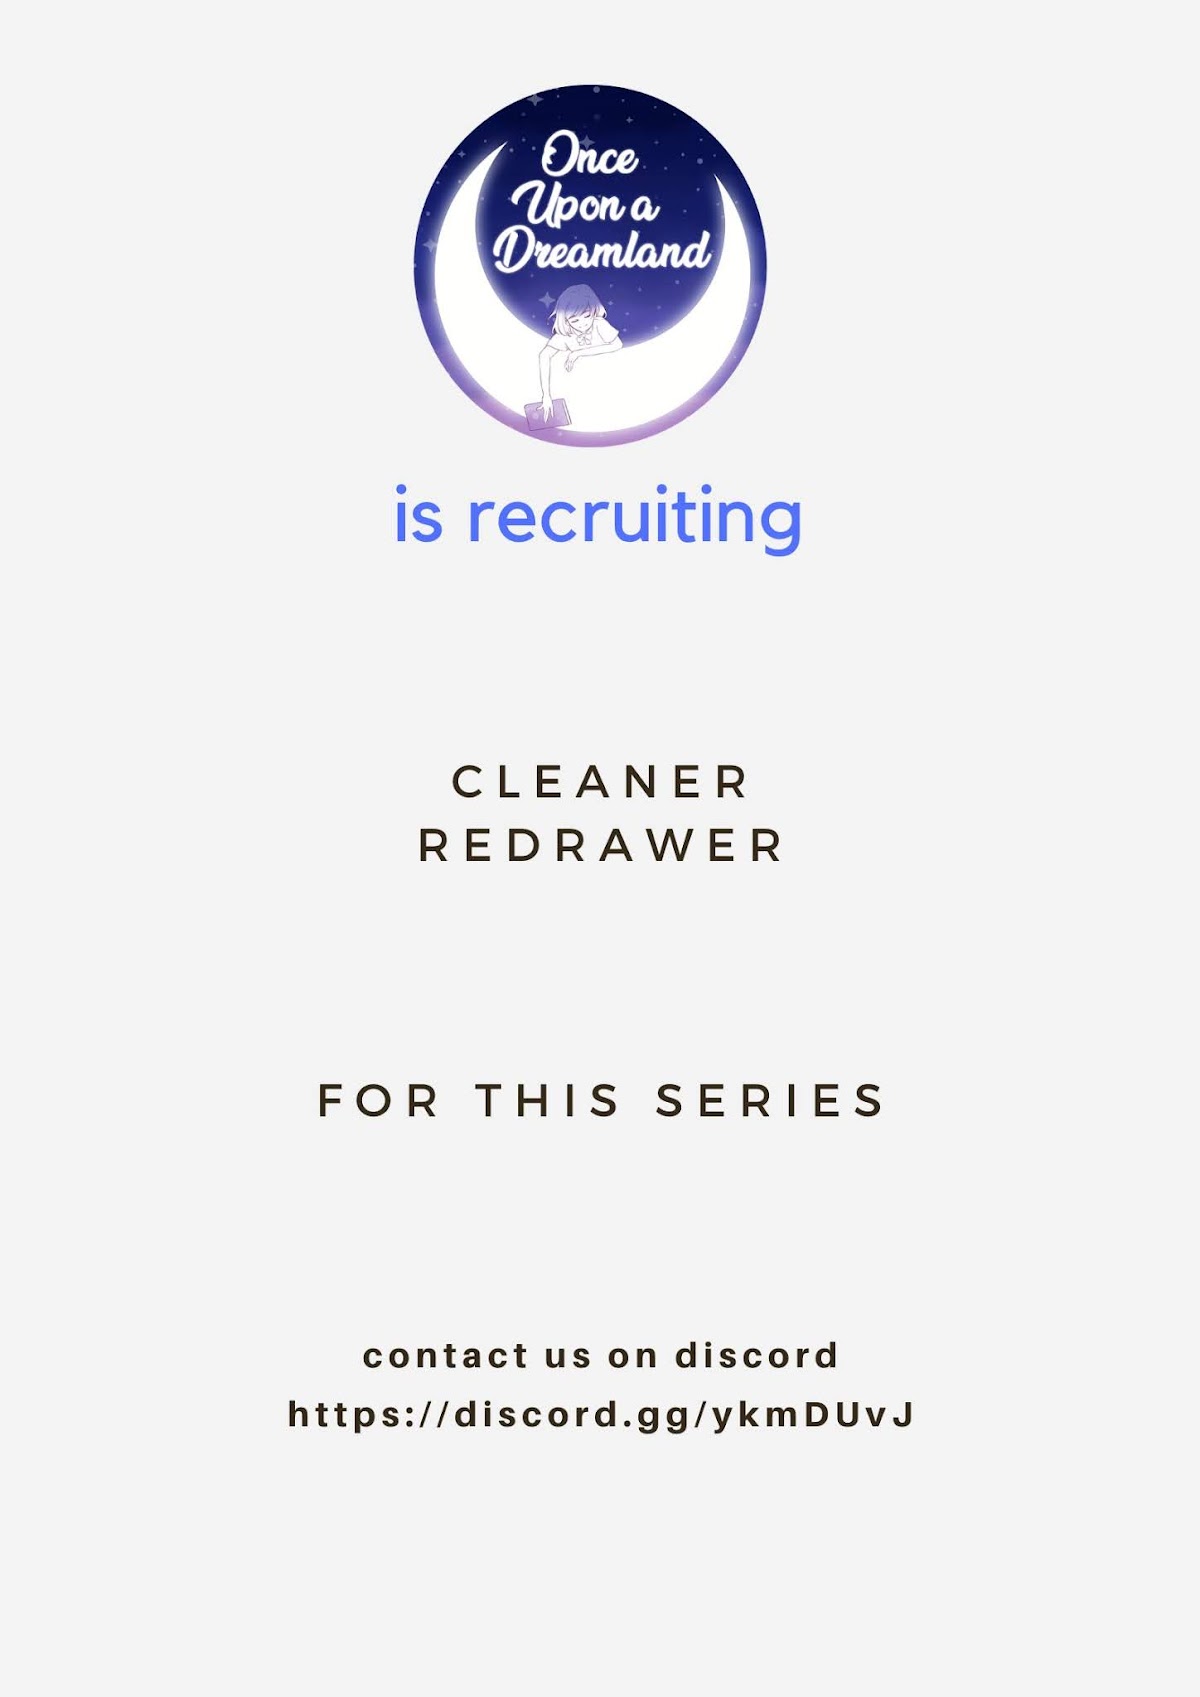 Once
Upon a
Dreamland
is recruiting
CLEANER
REDRAWER
FOR THIS SERIES
contact us on discord
https://discord.gg/ykmDUvJ